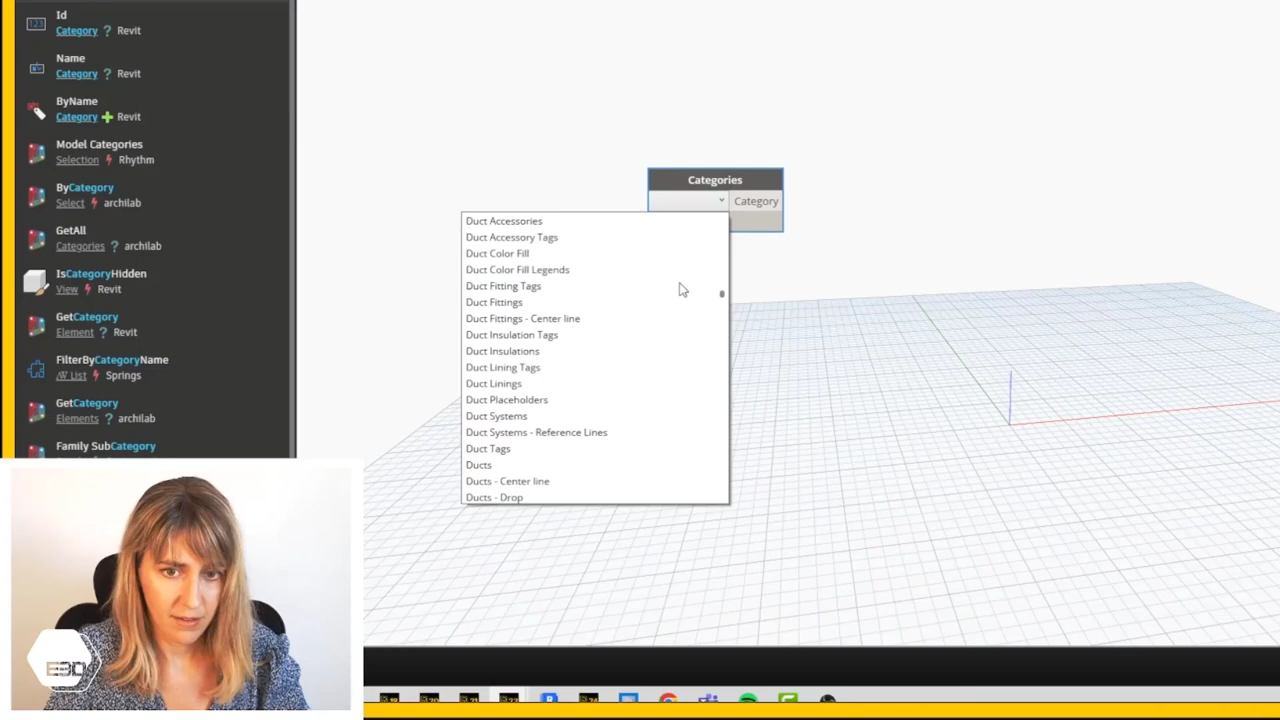 Id
Category ? Revit
Name
Category ? Revit
ByName
Category Revit
Model Categories
Selection Rhythm
ByCategory
Select archilab
GetAll
Categories ? archilab
IsCategoryHidden
View Revit
GetCategory
Element ? Revit
FilterByCategoryName
List Springs
GetCategory
Elements ? archilab
Family SubCategory
Categories
Category
Duct Accessories
Duct Accessory Tags
Duct Color Fill
Duct Color Fill Legends
Duct Fitting Tags
Duct Fittings
Duct Fittings - Center line
Duct Insulation Tags
Duct Insulations
Duct Lining Tags
Duct Linings
Duct Placeholders
Duct Systems
Duct Systems - Reference Lines
Duct Tags
Ducts
Ducts - Center line
Ducts - Drop
E3D